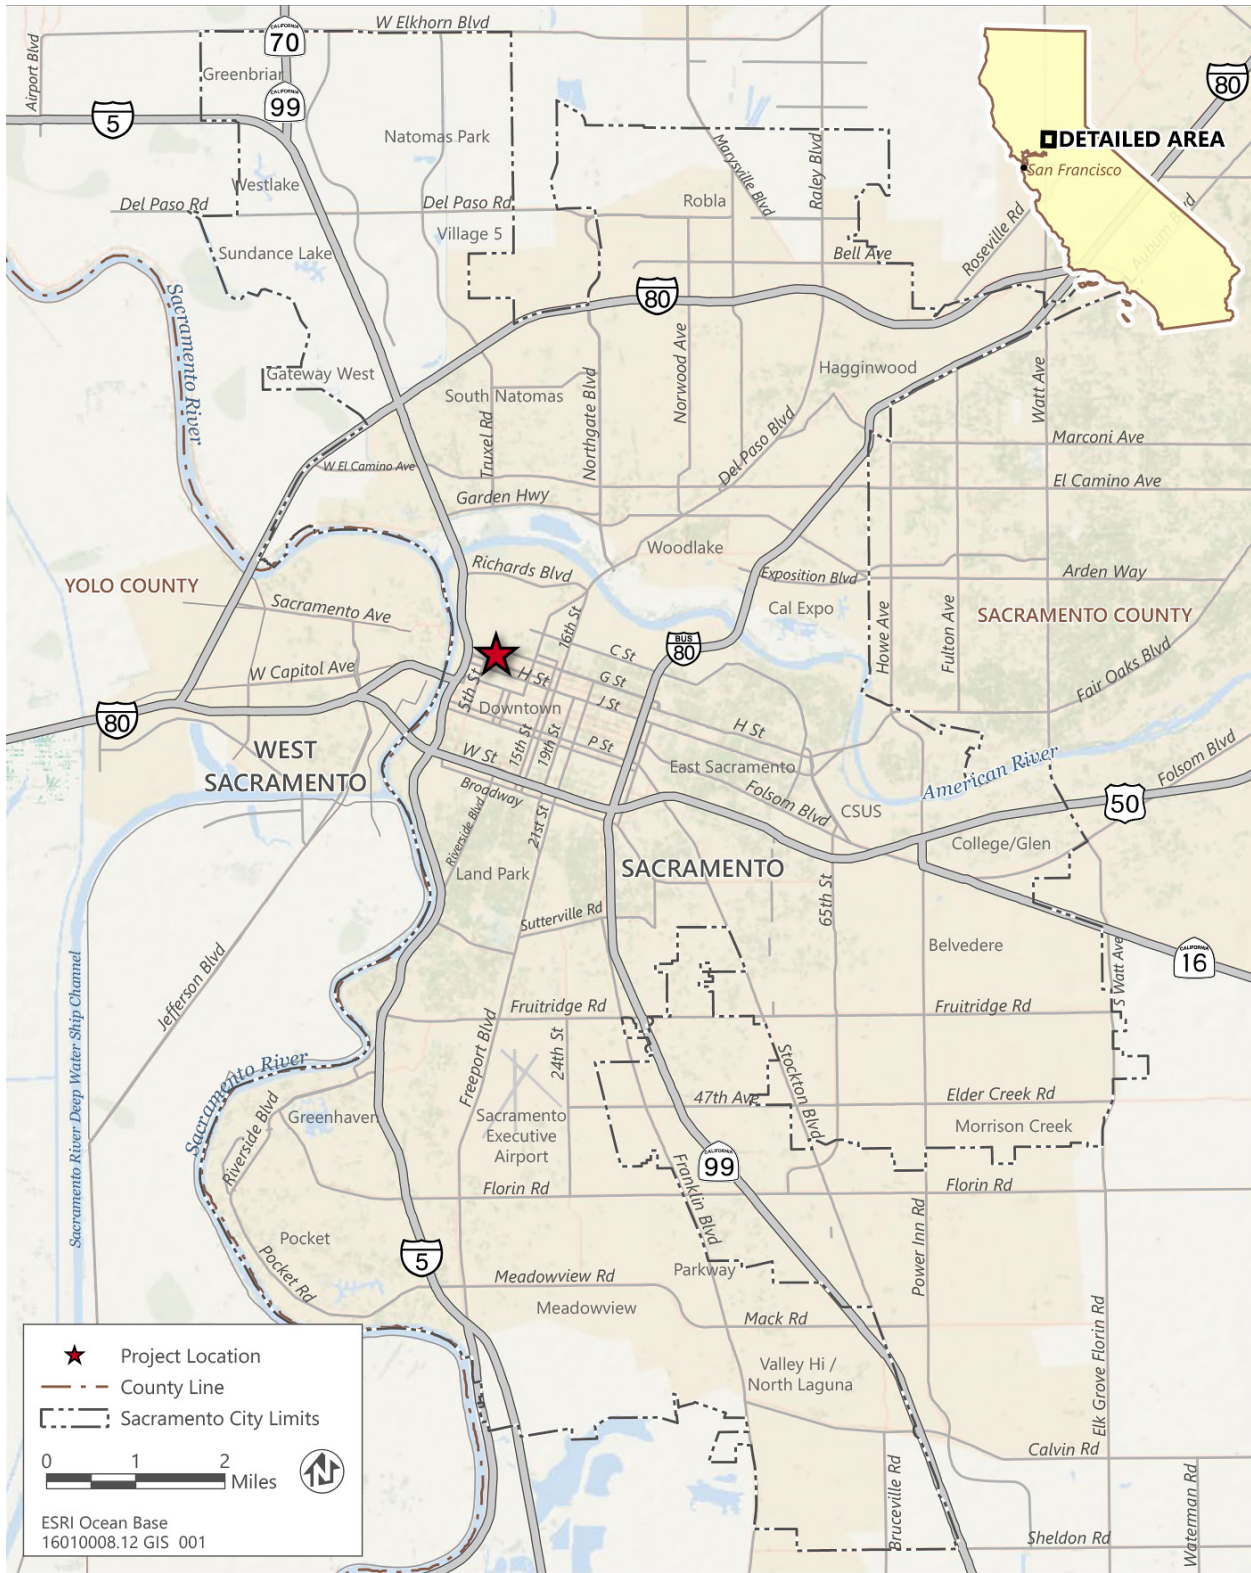 W Elkhorn Blvd
CALIFORNIA
70
Airport Blvd
Greenbriar
CALIFORNIA
99
5
80
Natomas Park
Marysville Blvd
Raley Blvd
DETAILED AREA
San Francisco
Westlake
Del Paso Rd
Del Paso Rd
Robla
Village 5
Sundance Lake
Bell Ave
Roseville Rd
Auburn Blvd
Sacramento River
80
Norwood Ave
Gateway West
South Natomas
Northgate Blvd
Hagginwood
Watt Ave
Truxel Rd
Del Paso Blvd
Marconi Ave
W El Camino Ave
El Camino Ave
Garden Hwy
Woodlake
Richards Blvd
Exposition Blvd
Arden Way
YOLO COUNTY
Sacramento Ave
16th St
Cal Expo
Howe Ave
Fulton Ave
SACRAMENTO COUNTY
C St
BUS
80
W Capitol Ave
5th St
H St
G St
J St
Fair Oaks Blvd
Downtown
80
WEST
SACRAMENTO
W St
15th St
19th St
P St
H St
East Sacramento
American River
Folsom Blvd
Broadway
Folsom Blvd
CSUS
50
Riverside Blvd
21st St
College/Glen
Land Park
SACRAMENTO
65th St
Sutterville Rd
Belvedere
S Watt Ave
CALIFORNIA
16
Jefferson Blvd
Sacramento River Deep Water Ship Channel
Fruitridge Rd
Fruitridge Rd
Freeport Blvd
24th St
Stockton Blvd
Sacramento River
Riverside Blvd
Greenhaven
Sacramento
Executive
Airport
47th Ave
Elder Creek Rd
Morrison Creek
CALIFORNIA
99
Franklin Blvd
Florin Rd
Florin Rd
Power Inn Rd
Pocket
Pocket Rd
5
Parkway
Meadowview Rd
Meadowview
Mack Rd
Elk Grove Florin Rd
Valley Hi /
North Laguna
Calvin Rd
Bruceville Rd
Waterman Rd
Sheldon Rd
Project Location
County Line
Sacramento City Limits
0 1 2
Miles
N
ESRI Ocean Base
16010008.12 GIS 001